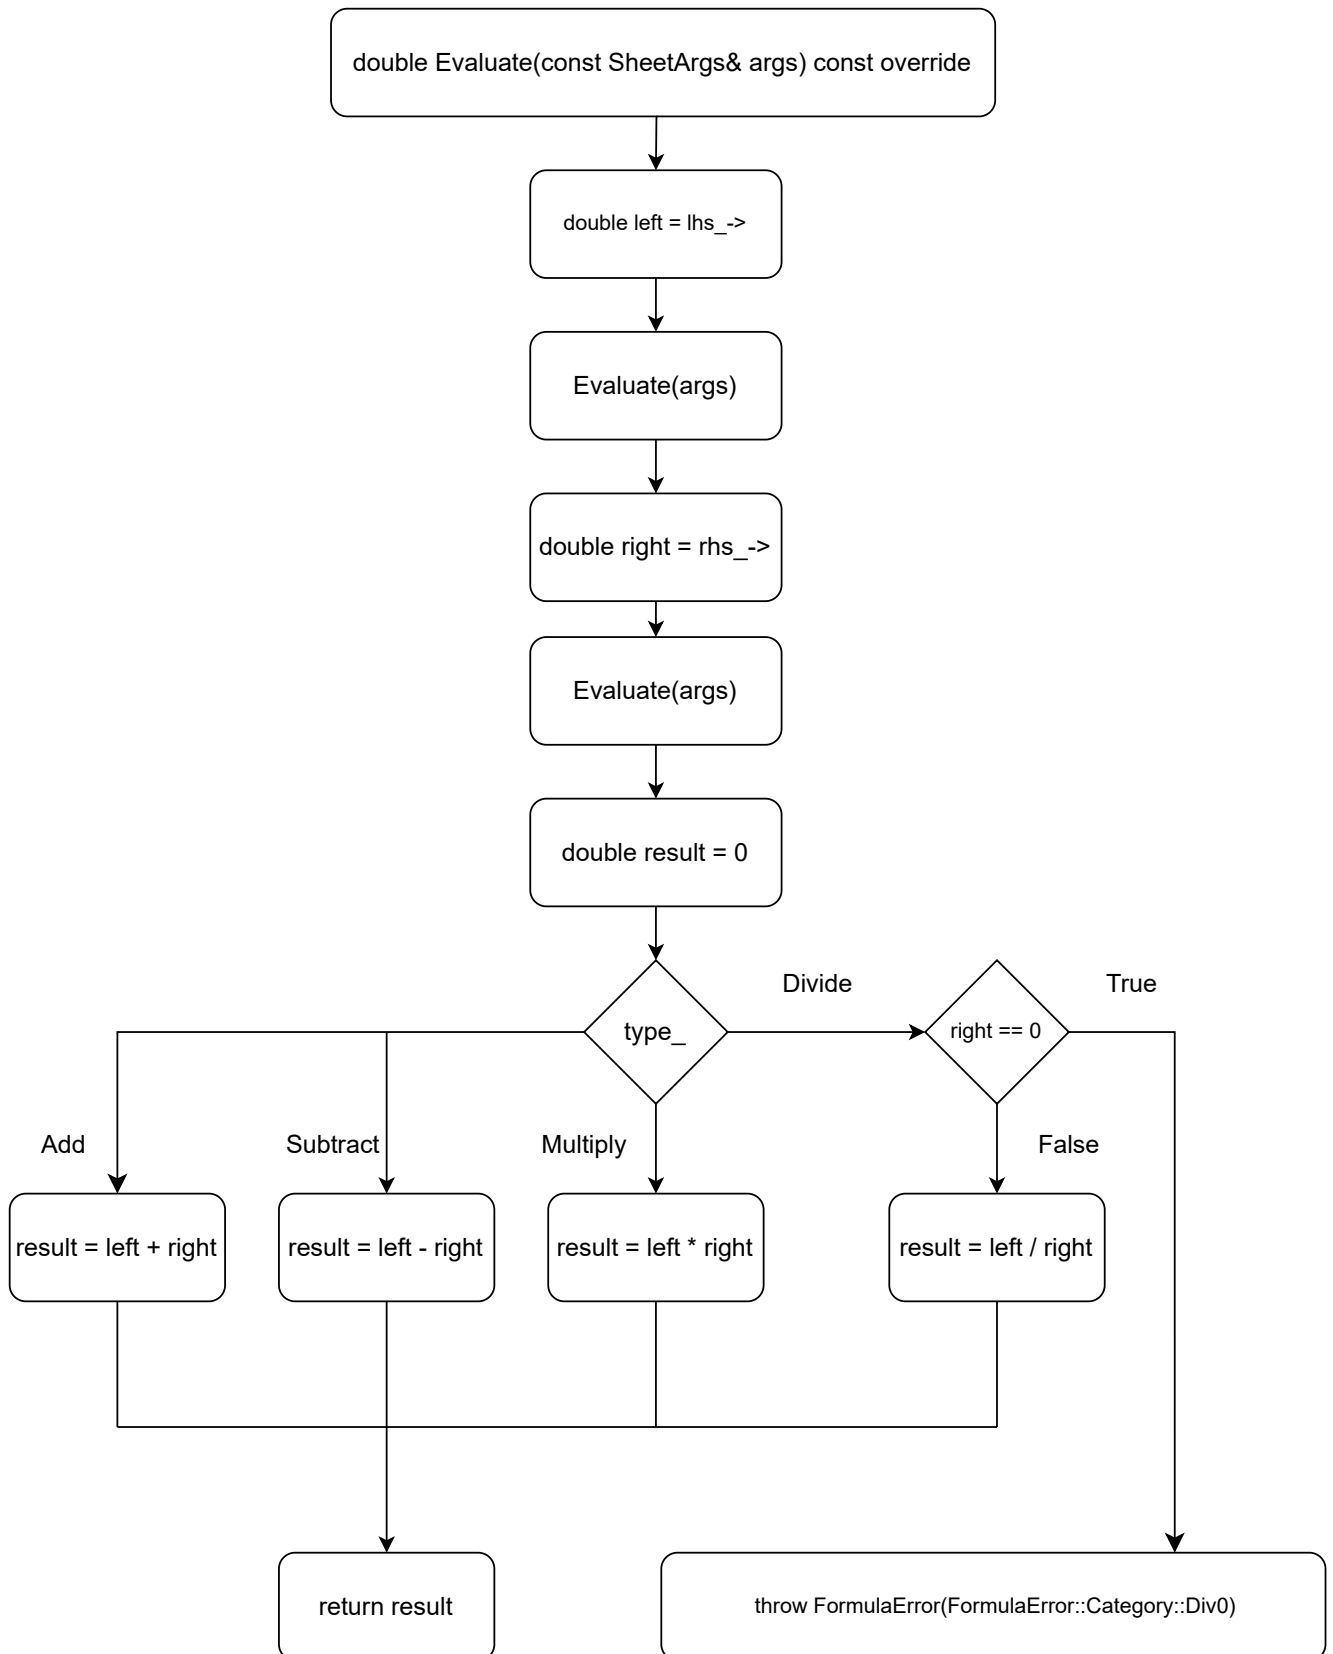 double Evaluate(const SheetArgs& args) const override
double left = lhs_->
Evaluate(args)
double right = rhs_->
Evaluate(args)
double result = 0
Divide
True
type_
right == 0
Add
Subtract
Multiply
False
result = left + right
result = left - right
result = left * right
result = left / right
return result
throw FormulaError(FormulaError::Category::Div0)